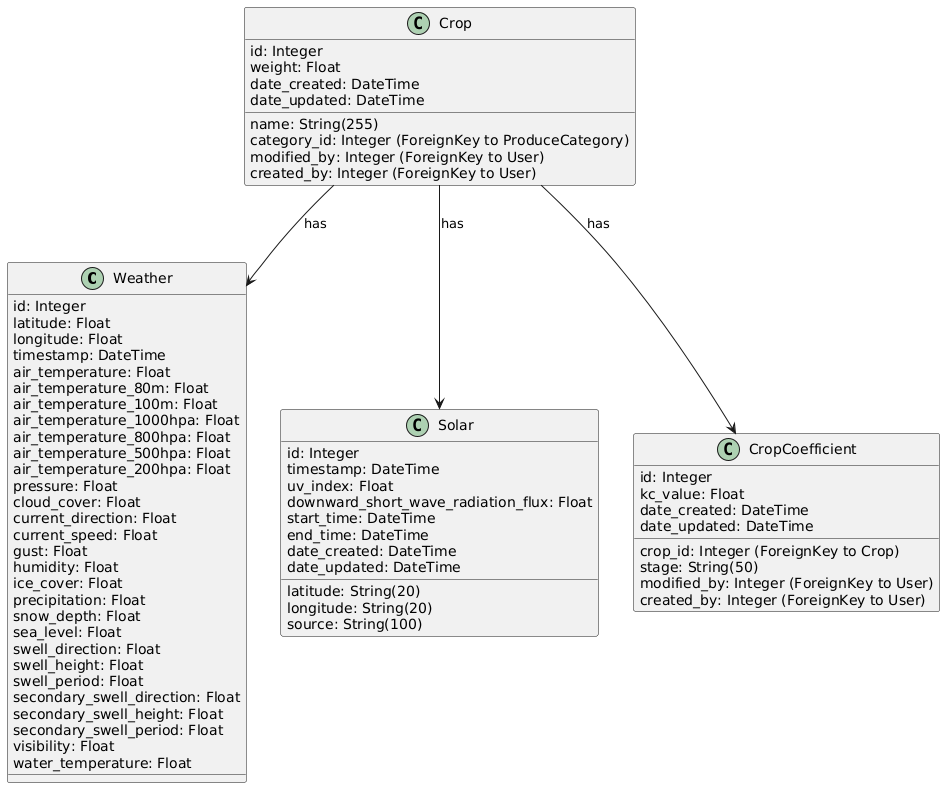 C Crop
id: Integer
weight: Float
date_created: DateTime
date_updated: DateTime
name: String(255)
category_id: Integer (ForeignKey to ProduceCategory)
modified_by: Integer (ForeignKey to User)
created_by: Integer (ForeignKey to User)
has
has
has
C Weather
id: Integer
latitude: Float
longitude: Float
timestamp: DateTime
air_temperature: Float
air_temperature_80m: Float
air_temperature_100m: Float
air_temperature_1000hpa: Float
air_temperature_800hpa: Float
air_temperature_500hpa: Float
air_temperature_200hpa: Float
pressure: Float
cloud_cover: Float
current_direction: Float
current_speed: Float
gust: Float
humidity: Float
ice_cover: Float
precipitation: Float
snow_depth: Float
sea_level: Float
swell_direction: Float
swell_height: Float
swell_period: Float
secondary_swell_direction: Float
secondary_swell_height: Float
secondary_swell_period: Float
visibility: Float
water_temperature: Float
C Solar
id: Integer
timestamp: DateTime
uv_index: Float
downward_short_wave_radiation_flux: Float
start_time: DateTime
end_time: DateTime
date_created: DateTime
date_updated: DateTime
latitude: String(20)
longitude: String(20)
source: String(100)
C CropCoefficient
id: Integer
kc_value: Float
date_created: DateTime
date_updated: DateTime
crop_id: Integer (ForeignKey to Crop)
stage: String(50)
modified_by: Integer (ForeignKey to User)
created_by: Integer (ForeignKey to User)